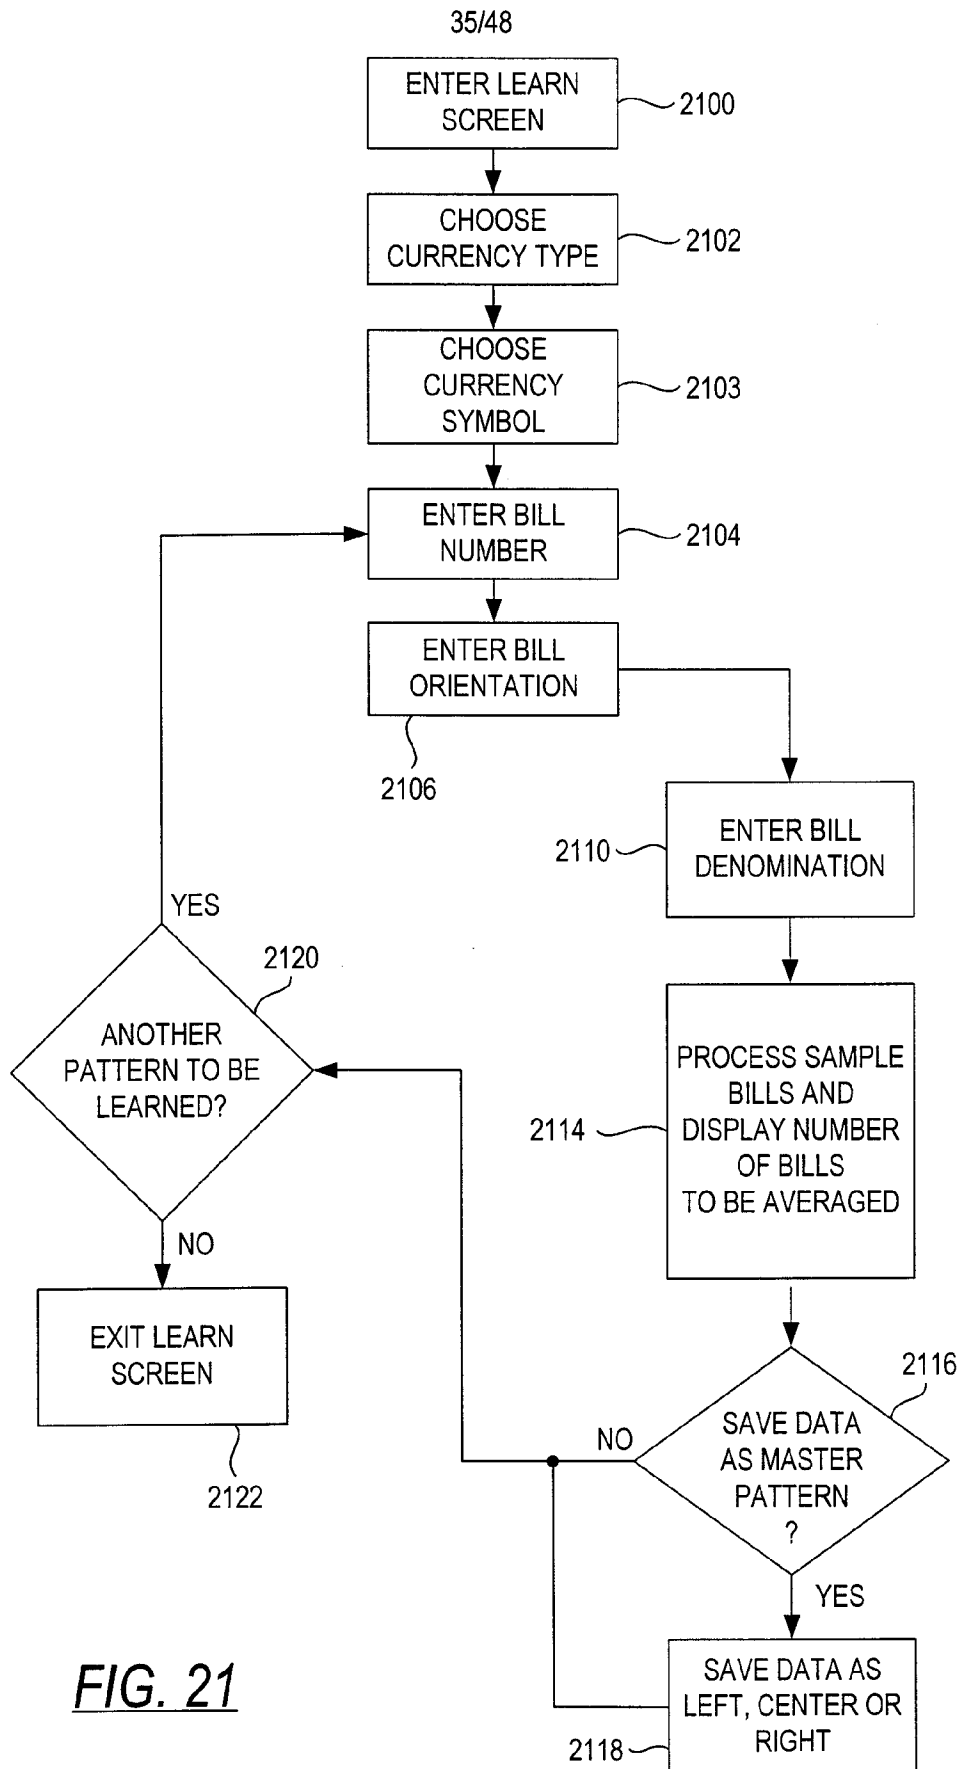 35/48
ENTER LEARN
SCREEN
2100
CHOOSE
CURRENCY TYPE
2102
CHOOSE
CURRENCY
SYMBOL
2103
ENTER BILL
NUMBER
2104
ENTER BILL
ORIENTATION
2106
ENTER BILL
DENOMINATION
2110
PROCESS SAMPLE
BILLS AND
DISPLAY NUMBER
OF BILLS
TO BE AVERAGED
2114
SAVE DATA
AS MASTER
PATTERN
?
2116
NO
YES
SAVE DATA AS
LEFT, CENTER OR
RIGHT
2118
YES
ANOTHER
PATTERN TO BE
LEARNED?
2120
NO
EXIT LEARN
SCREEN
2122
FIG. 21